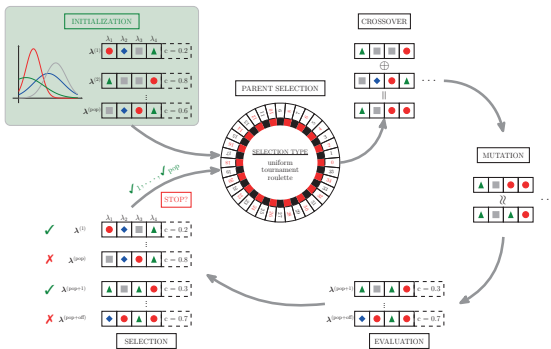 INITIALIZATION
λ₁ λ₂ λ₃ λ₄
λ⁽¹⁾ c = 0.2
λ⁽²⁾ c = 0.8
⋮
λ⁽ᵖᵒᵖ⁾ c = 0.6
CROSSOVER
⊕
=
· · ·
PARENT SELECTION
SELECTION TYPE
uniform
tournament
roulette
MUTATION
≈
· ·
✓1, . . . , ✓pop
STOP?
λ₁ λ₂ λ₃ λ₄
✓ λ⁽¹⁾ c = 0.2
⋮
✗ λ⁽ᵖᵒᵖ⁾ c = 0.8
✓ λ⁽ᵖᵒᵖ⁺¹⁾ c = 0.3
⋮
✗ λ⁽ᵖᵒᵖ⁺ᵒᶠᶠ⁾ c = 0.7
SELECTION
λ⁽ᵖᵒᵖ⁺¹⁾ c = 0.3
⋮
λ⁽ᵖᵒᵖ⁺ᵒᶠᶠ⁾ c = 0.7
EVALUATION